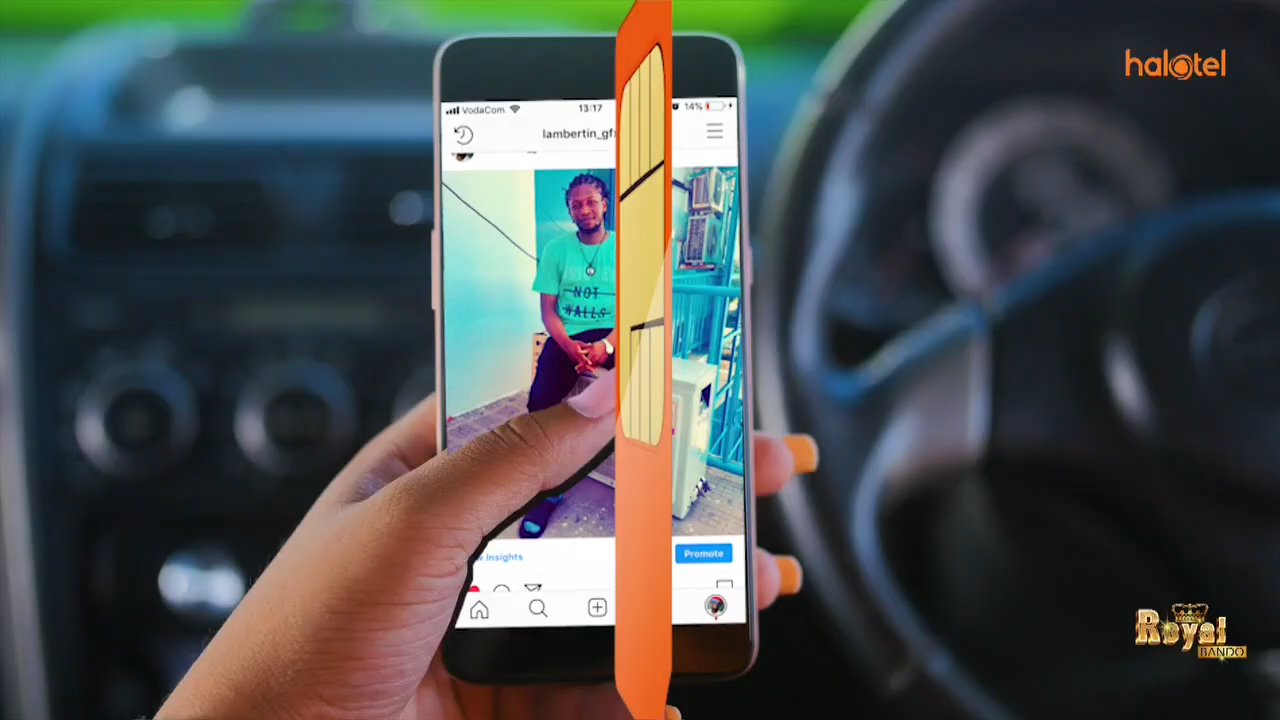 halotel
VodaCom
13:17
14%
lambertin_gf
NOT
WALLS
Insights
Promote
Royal
BANDO